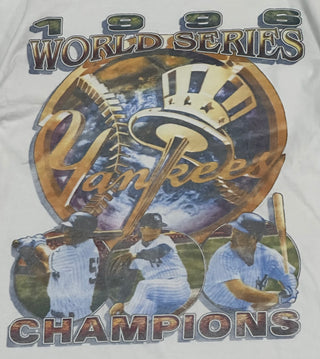 1996
WORLD SERIES
Yankees
CHAMPIONS